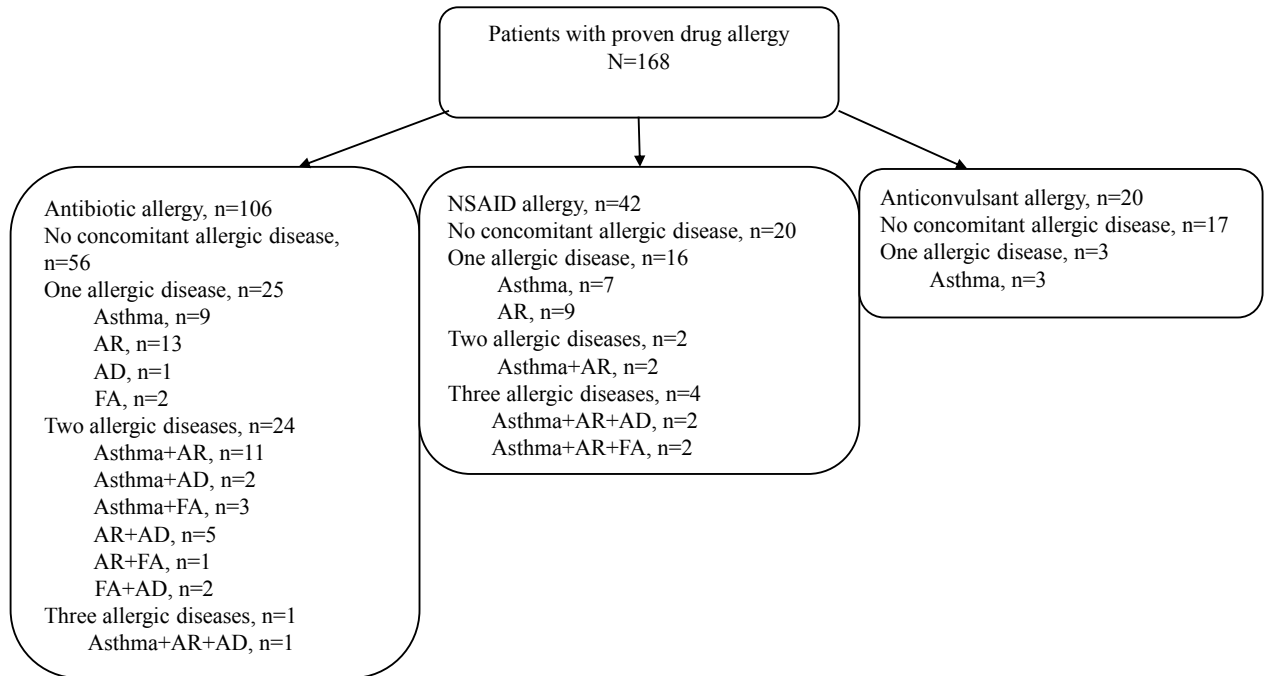 Patients with proven drug allergy
N=168
Antibiotic allergy, n=106
No concomitant allergic disease,
n=56
One allergic disease, n=25
Asthma, n=9
AR, n=13
AD, n=1
FA, n=2
Two allergic diseases, n=24
Asthma+AR, n=11
Asthma+AD, n=2
Asthma+FA, n=3
AR+AD, n=5
AR+FA, n=1
FA+AD, n=2
Three allergic diseases, n=1
Asthma+AR+AD, n=1
NSAID allergy, n=42
No concomitant allergic disease, n=20
One allergic disease, n=16
Asthma, n=7
AR, n=9
Two allergic diseases, n=2
Asthma+AR, n=2
Three allergic diseases, n=4
Asthma+AR+AD, n=2
Asthma+AR+FA, n=2
Anticonvulsant allergy, n=20
No concomitant allergic disease, n=17
One allergic disease, n=3
Asthma, n=3